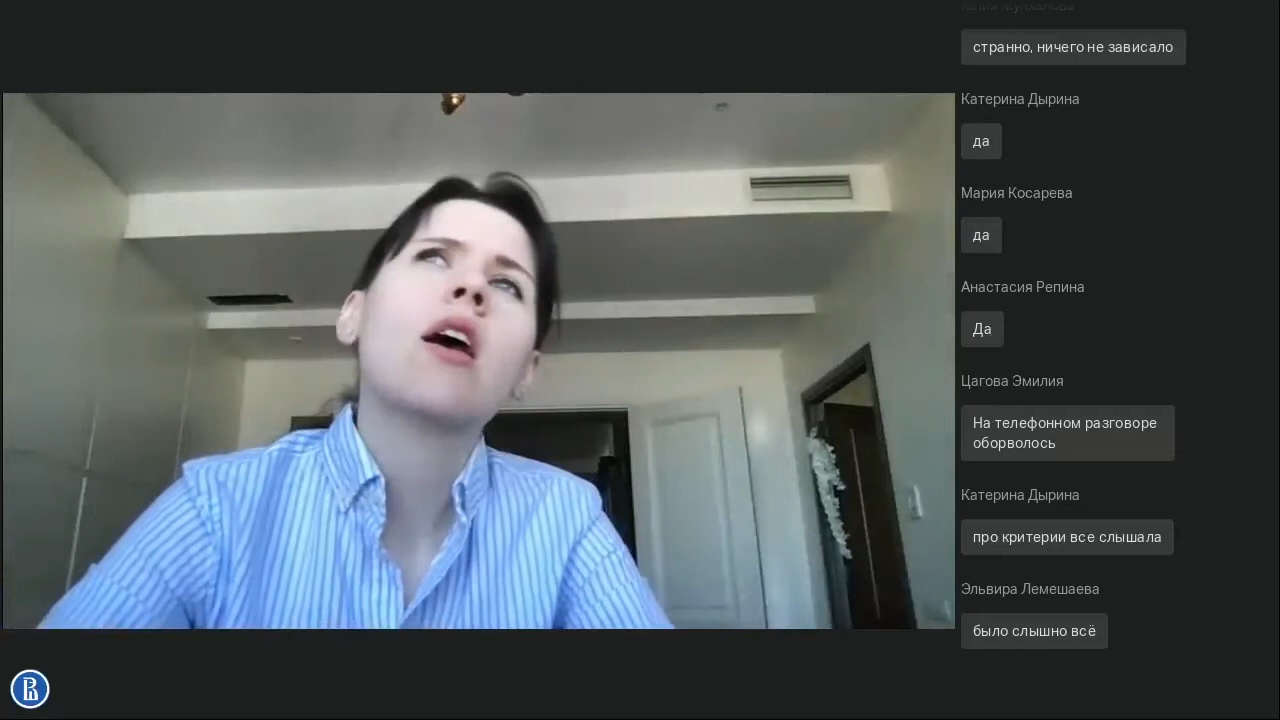 странно, ничего не зависало
Катерина Дырина
да
Мария Косарева
да
Анастасия Репина
Да
Цагова Эмилия
На телефонном разговоре
оборволось
Катерина Дырина
про критерии все слышала
Эльвира Лемешаева
было слышно всё